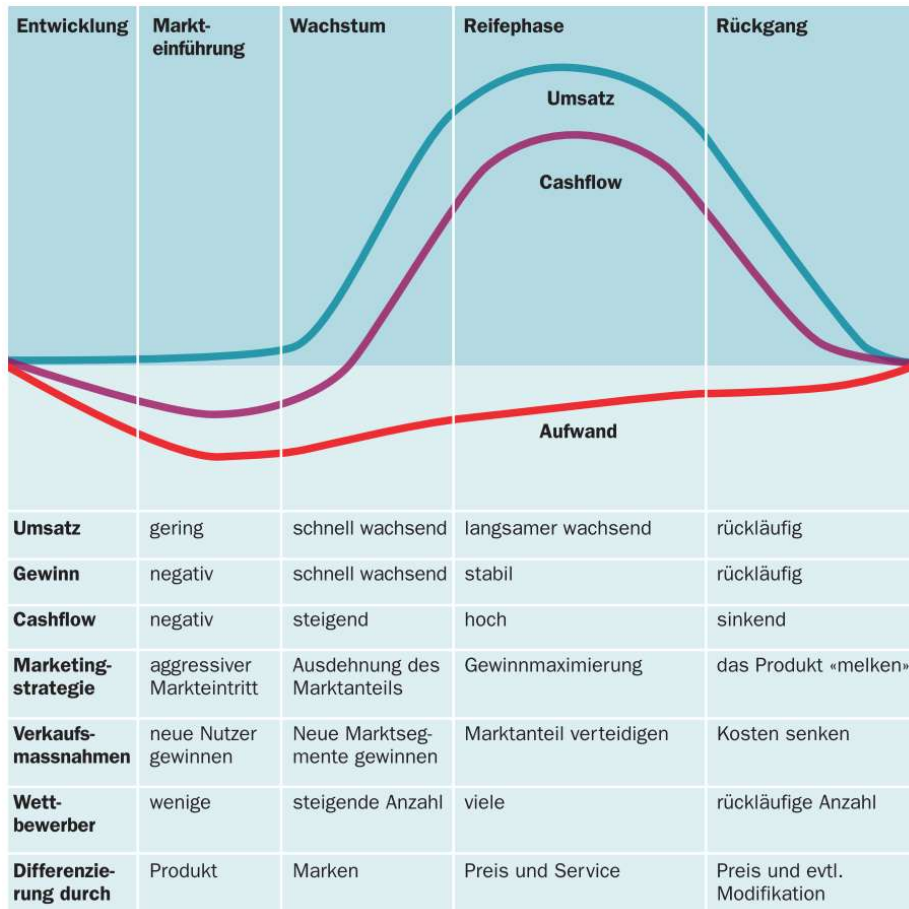 Entwicklung
Markt-
einführung
Wachstum
Reifephase
Rückgang
Umsatz
Cashflow
Aufwand
Umsatz
gering
schnell wachsend
langsamer wachsend
rückläufig
Gewinn
negativ
schnell wachsend
stabil
rückläufig
Cashflow
negativ
steigend
hoch
sinkend
Marketing-
strategie
aggressiver
Markteintritt
Ausdehnung des
Marktanteils
Gewinnmaximierung
das Produkt «melken»
Verkaufs-
massnahmen
neue Nutzer
gewinnen
Neue Marktseg-
mente gewinnen
Marktanteil verteidigen
Kosten senken
Wett-
bewerber
wenige
steigende Anzahl
viele
rückläufige Anzahl
Differenzie-
rung durch
Produkt
Marken
Preis und Service
Preis und evtl.
Modifikation